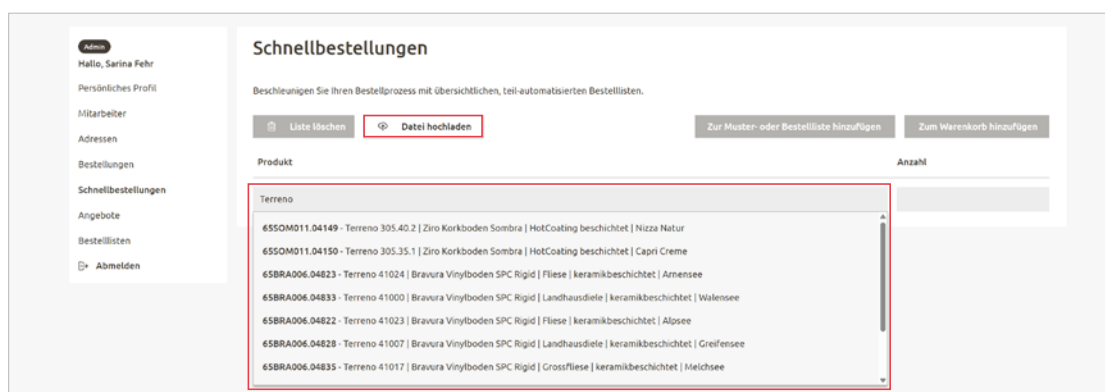 Admin
Hallo, Sarina Fehr
Persönliches Profil
Mitarbeiter
Adressen
Bestellungen
Schnellbestellungen
Angebote
Bestelllisten
Abmelden
Schnellbestellungen
Beschleunigen Sie Ihren Bestellprozess mit übersichtlichen, teil-automatisierten Bestelllisten.
Liste löschen
Datei hochladen
Zur Muster- oder Bestellliste hinzufügen
Zum Warenkorb hinzufügen
Produkt
Anzahl
Terreno
65SOM011.04149 - Terreno 305.40.2 | Ziro Korkboden Sombra | HotCoating beschichtet | Nizza Natur
65SOM011.04150 - Terreno 305.35.1 | Ziro Korkboden Sombra | HotCoating beschichtet | Capri Creme
65BRA006.04823 - Terreno 41024 | Bravura Vinylboden SPC Rigid | Fliese | keramikbeschichtet | Arnensee
65BRA006.04833 - Terreno 41000 | Bravura Vinylboden SPC Rigid | Landhausdiele | keramikbeschichtet | Walensee
65BRA006.04822 - Terreno 41023 | Bravura Vinylboden SPC Rigid | Fliese | keramikbeschichtet | Alpsee
65BRA006.04828 - Terreno 41007 | Bravura Vinylboden SPC Rigid | Landhausdiele | keramikbeschichtet | Greifensee
65BRA006.04835 - Terreno 41017 | Bravura Vinylboden SPC Rigid | Grossfliese | keramikbeschichtet | Melchsee